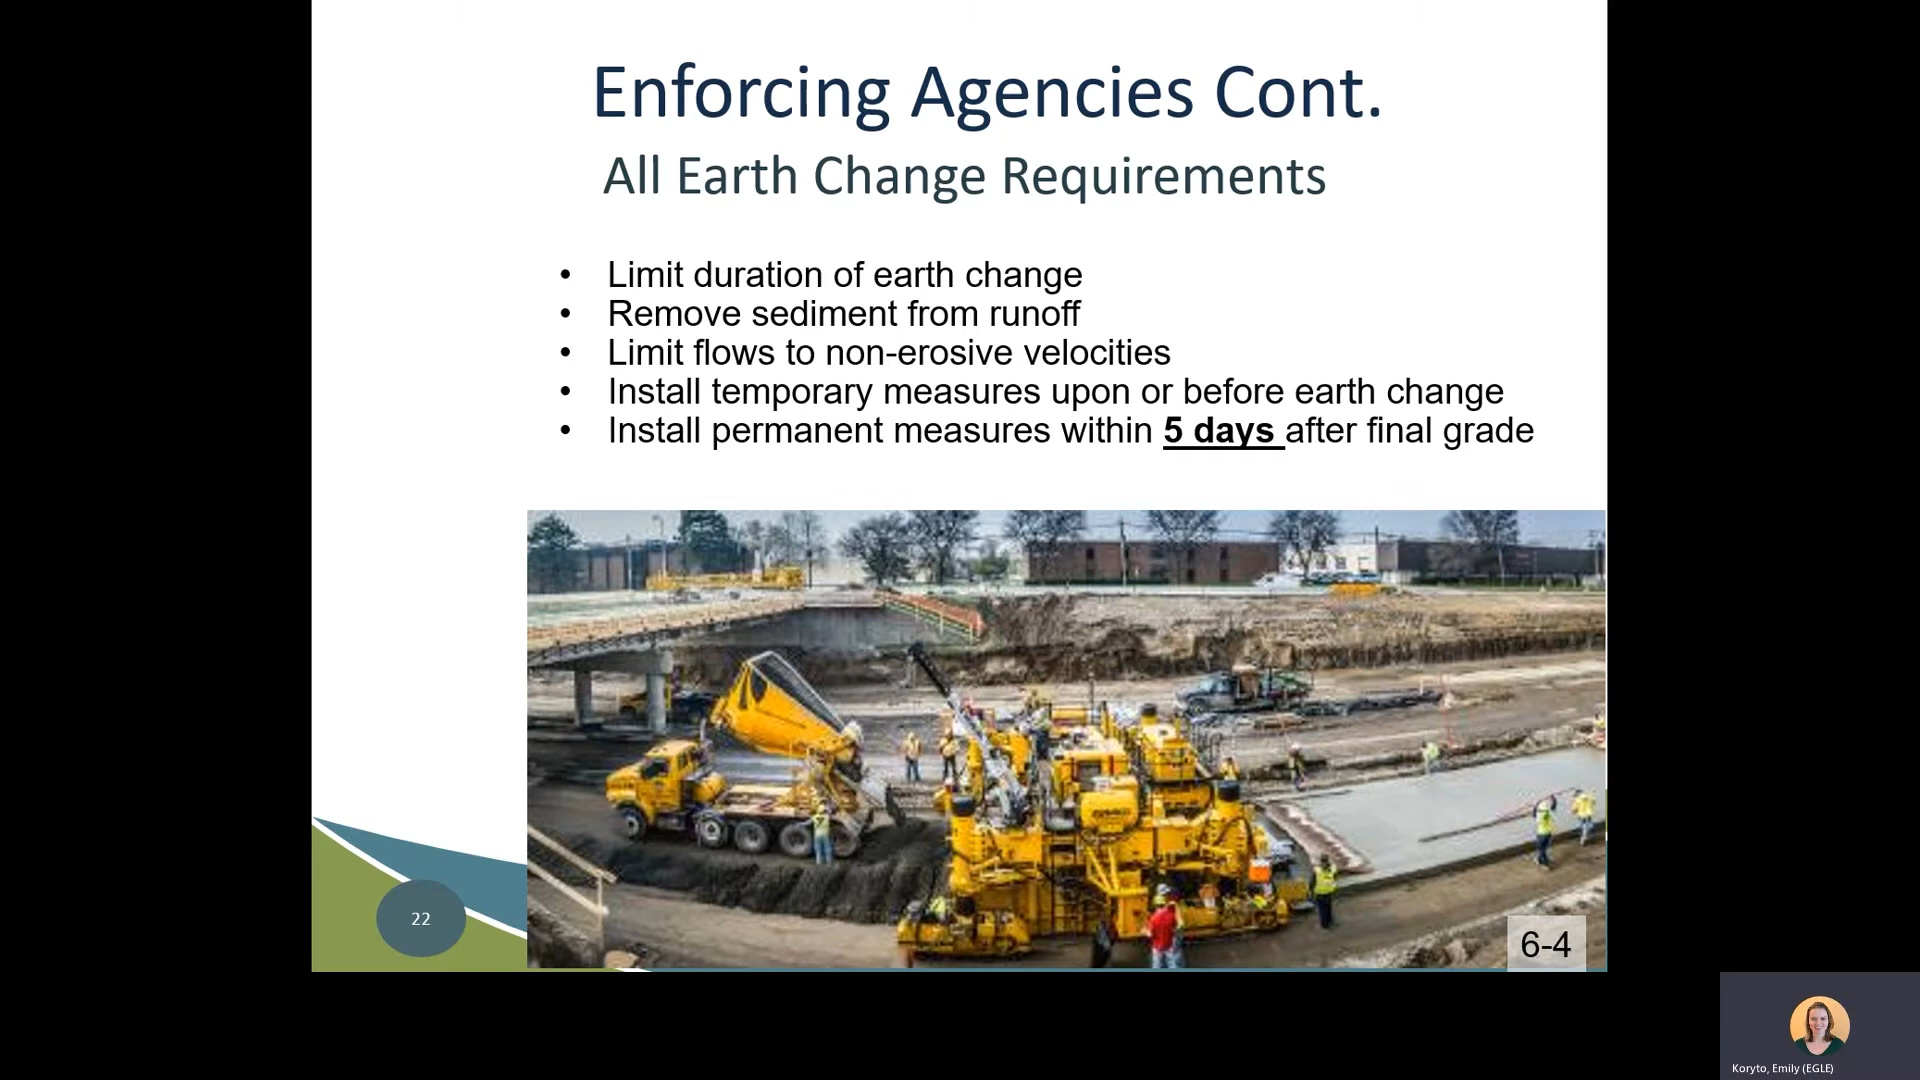 Enforcing Agencies Cont.
All Earth Change Requirements
• Limit duration of earth change
• Remove sediment from runoff
• Limit flows to non-erosive velocities
• Install temporary measures upon or before earth change
• Install permanent measures within 5 days after final grade
22
6-4
Koryto, Emily (EGLE)